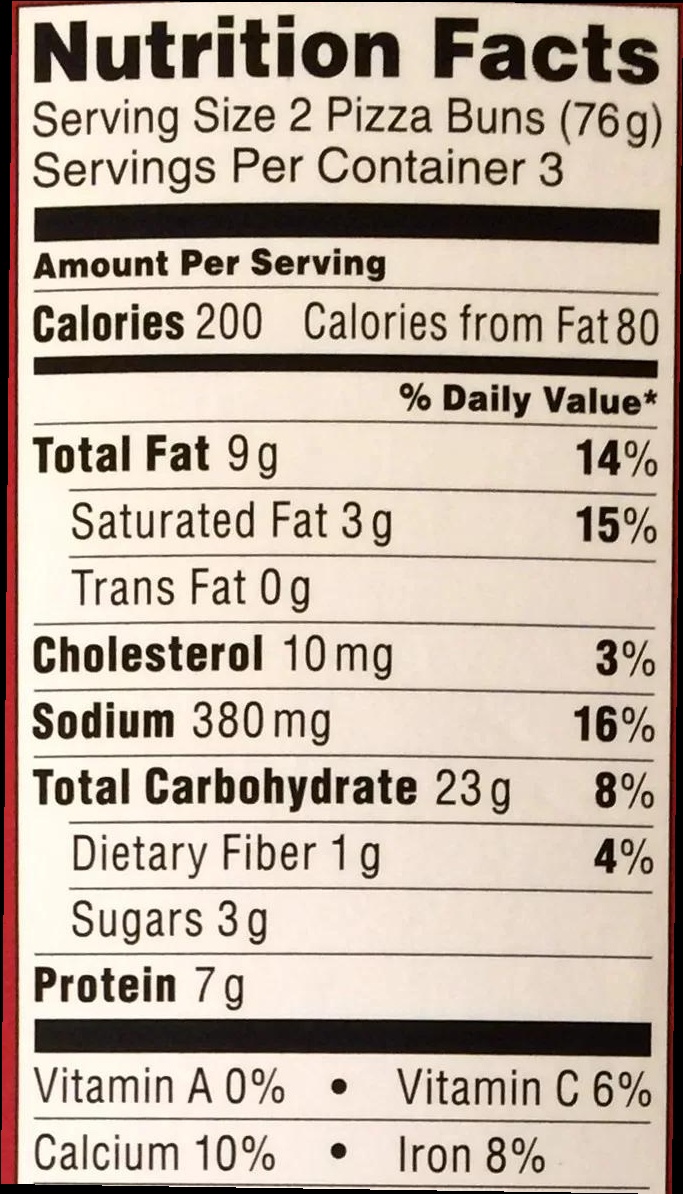 Nutrition Facts
Serving Size 2 Pizza Buns (76g)
Servings Per Container 3
Amount Per Serving
Calories 200 Calories from Fat 80
% Daily Value*
Total Fat 9g 14%
Saturated Fat 3g 15%
Trans Fat 0g
Cholesterol 10mg 3%
Sodium 380mg 16%
Total Carbohydrate 23g 8%
Dietary Fiber 1g 4%
Sugars 3g
Protein 7g
Vitamin A 0% • Vitamin C 6%
Calcium 10% • Iron 8%